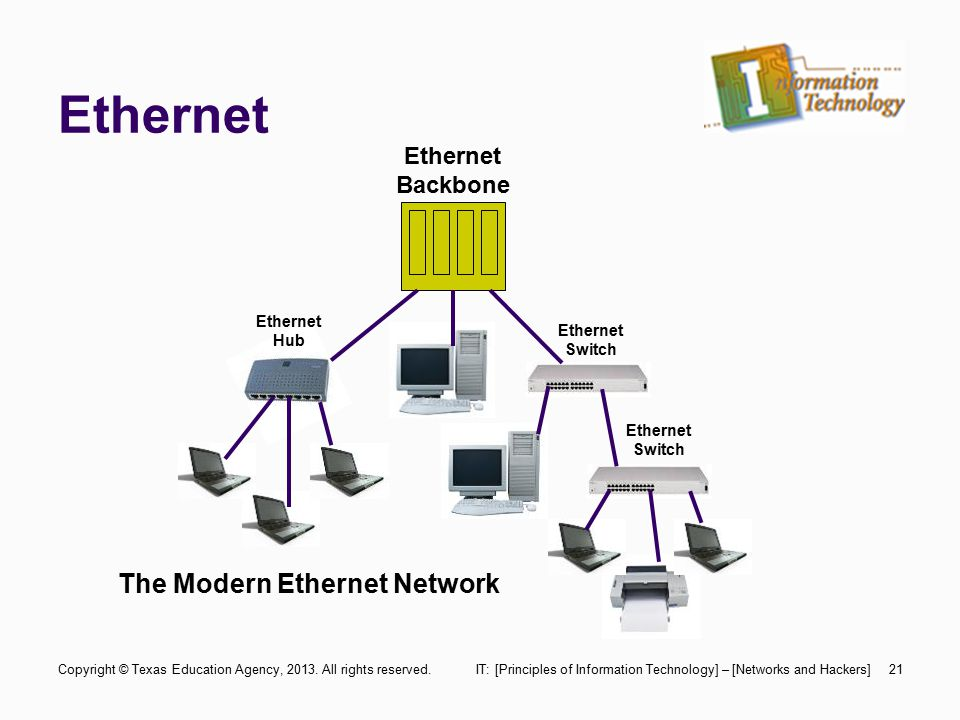 Information
Technology
Ethernet
Ethernet
Backbone
Ethernet
Hub
Ethernet
Switch
Ethernet
Switch
The Modern Ethernet Network
Copyright © Texas Education Agency, 2013. All rights reserved.
IT: [Principles of Information Technology] – [Networks and Hackers]
21